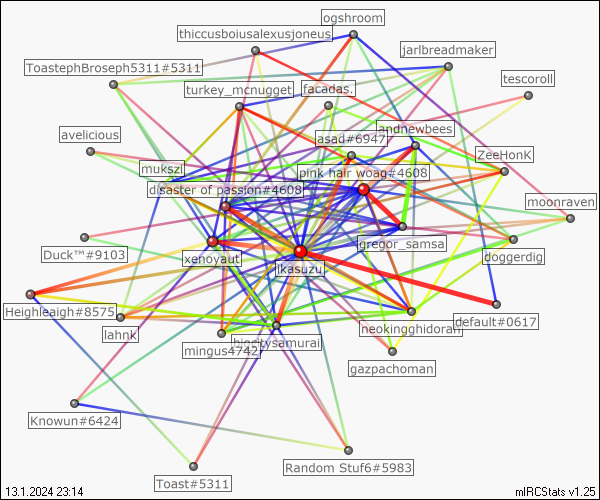 ogshroom
thiccusboiusalexusjoneus
jarlbreadmaker
ToastephBroseph5311#5311
tescoroll
turkey_mcnugget
facadas.
avelicious
asad#6947
andnewbees
ZeeHonK
mukszi
pink hair woag#4608
disaster of passion#4608
moonraven
Duck™#9103
xenoyaut
gregor_samsa
doggerdig
ikasuzu
Heighleaigh#8575
default#0617
lahnk
neokingghidorah
mingus4742
bigcitysamurai
gazpachoman
Knowun#6424
Random Stuf6#5983
Toast#5311
13.1.2024 23:14
mIRCStats v1.25